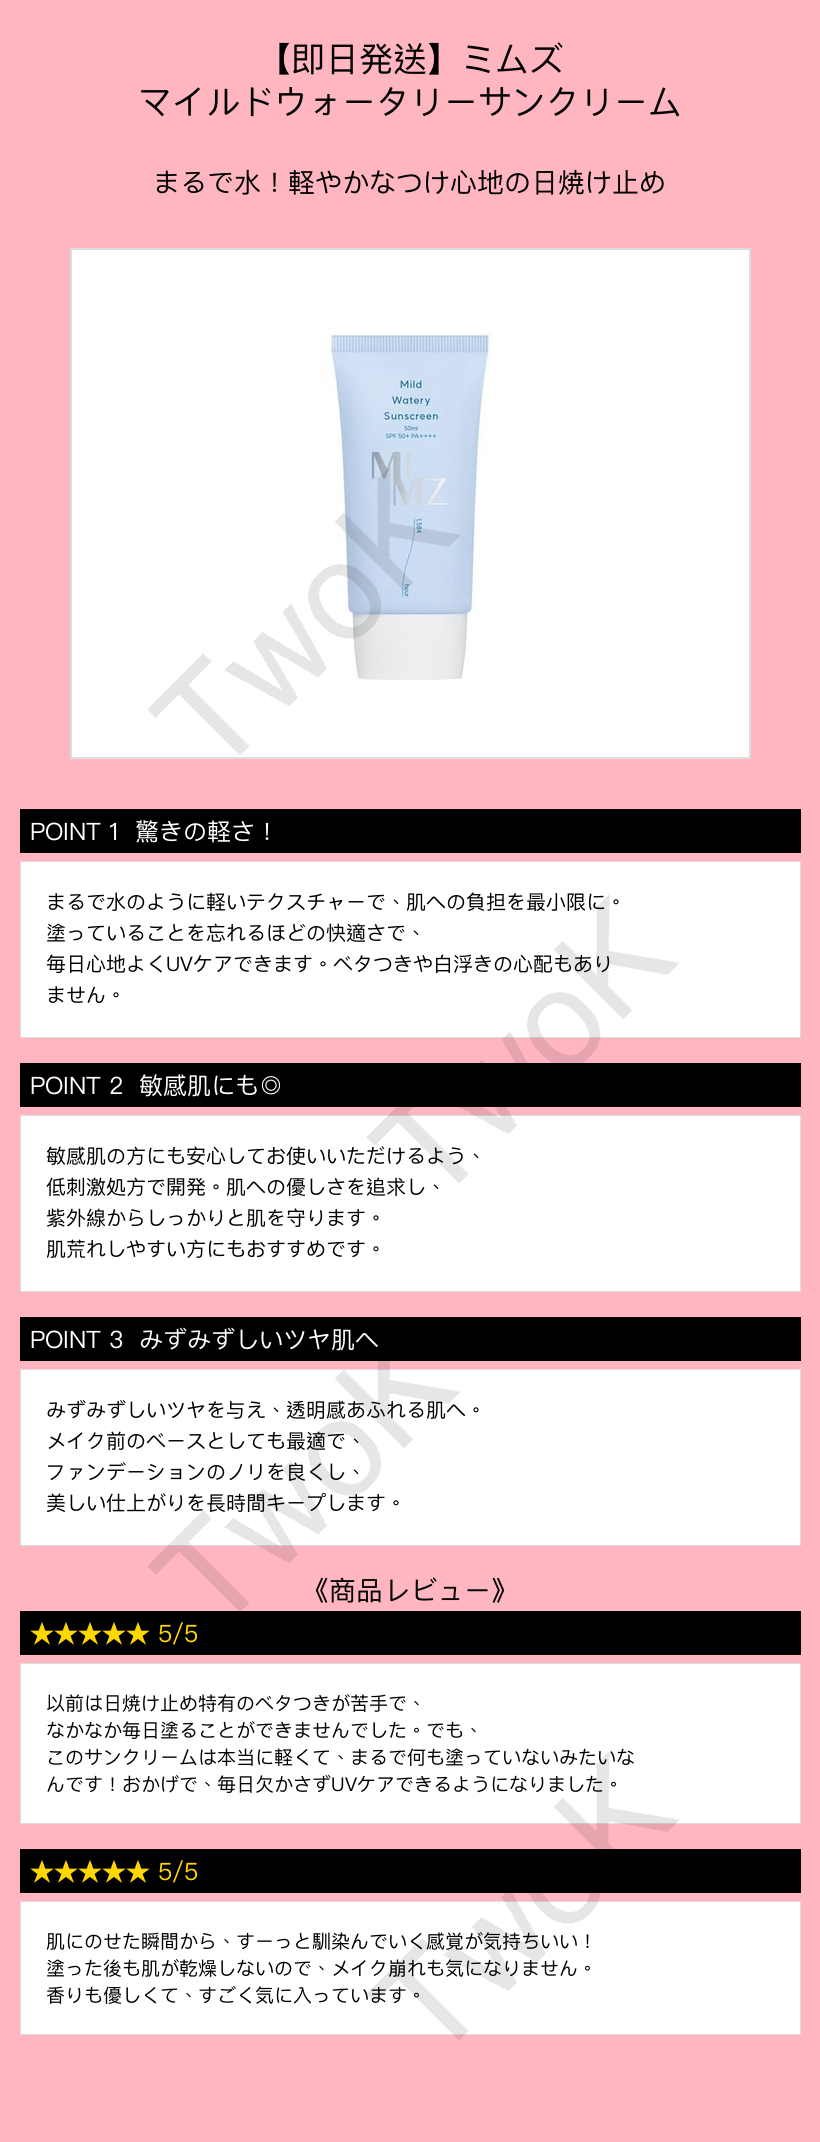 【即日発送】ミムズ
マイルドウォータリーサンクリーム
まるで水！軽やかなつけ心地の日焼け止め
Mild
Watery
Sunscreen
50ml
SPF 50+ PA++++
MZ
1,584
hour
TwoK
POINT 1 驚きの軽さ！
まるで水のように軽いテクスチャーで、肌への負担を最小限に。
塗っていることを忘れるほどの快適さで、
毎日心地よくUVケアできます。ベタつきや白浮きの心配もあり
ません。
TwoK
POINT 2 敏感肌にも◎
敏感肌の方にも安心してお使いいただけるよう、
低刺激処方で開発。肌への優しさを追求し、
紫外線からしっかりと肌を守ります。
肌荒れしやすい方にもおすすめです。
POINT 3 みずみずしいツヤ肌へ
みずみずしいツヤを与え、透明感あふれる肌へ。
メイク前のベースとしても最適で、
ファンデーションのノリを良くし、
美しい仕上がりを長時間キープします。
TwoK
《商品レビュー》
★★★★★ 5/5
以前は日焼け止め特有のベタつきが苦手で、
なかなか毎日塗ることができませんでした。でも、
このサンクリームは本当に軽くて、まるで何も塗っていないみたいな
んです！おかげで、毎日欠かさずUVケアできるようになりました。
TwoK
★★★★★ 5/5
肌にのせた瞬間から、すーっと馴染んでいく感覚が気持ちいい！
塗った後も肌が乾燥しないので、メイク崩れも気になりません。
香りも優しくて、すごく気に入っています。